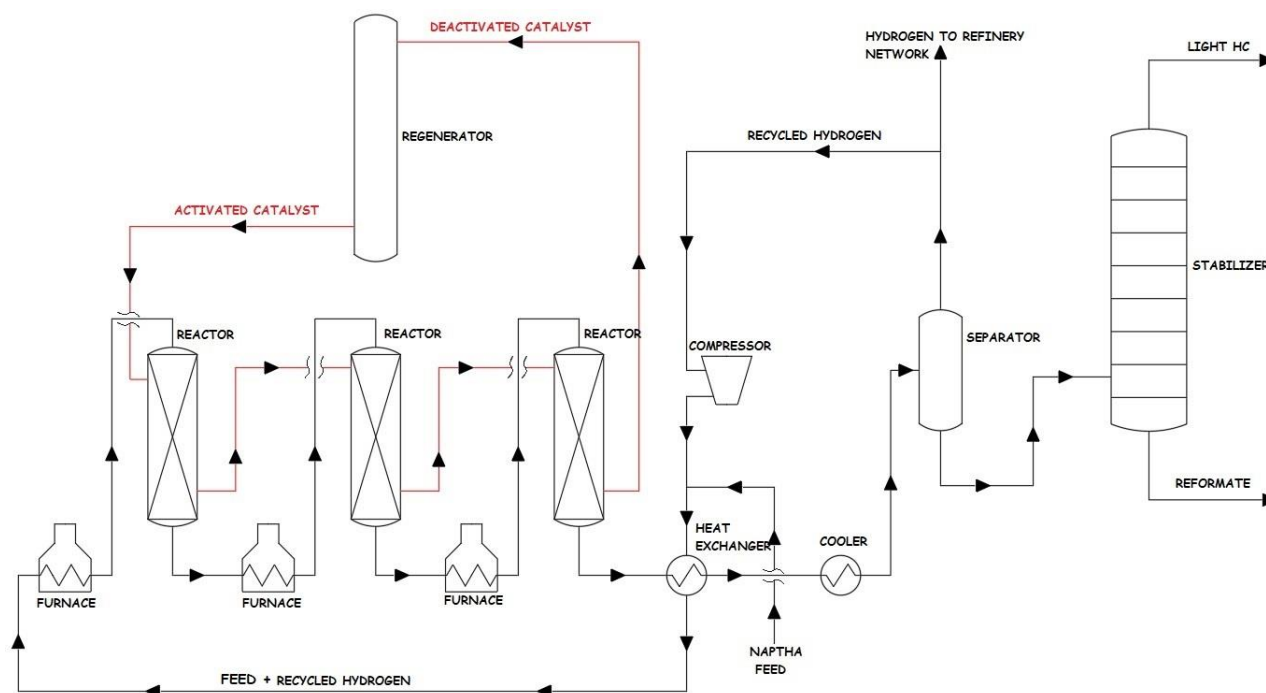 DEACTIVATED CATALYST
HYDROGEN TO REFINERY
NETWORK
LIGHT HC
REGENERATOR
RECYCLED HYDROGEN
ACTIVATED CATALYST
STABILIZER
REACTOR
REACTOR
REACTOR
SEPARATOR
COMPRESSOR
REFORMATE
HEAT
EXCHANGER
COOLER
FURNACE
FURNACE
FURNACE
NAPTHA
FEED
FEED + RECYCLED HYDROGEN